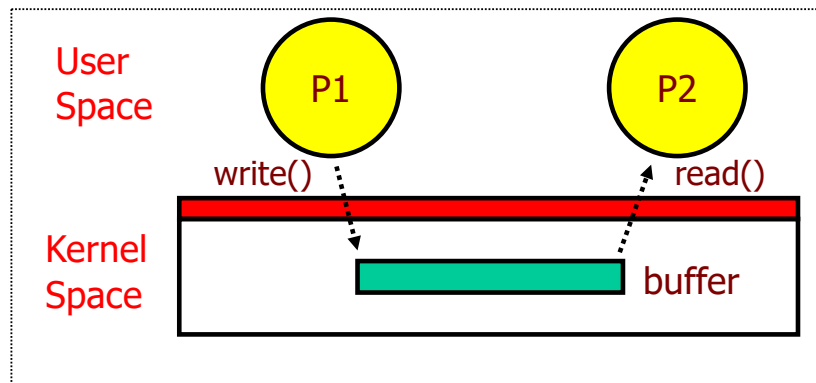 User
Space
P1
P2
write()
read()
Kernel
Space
buffer